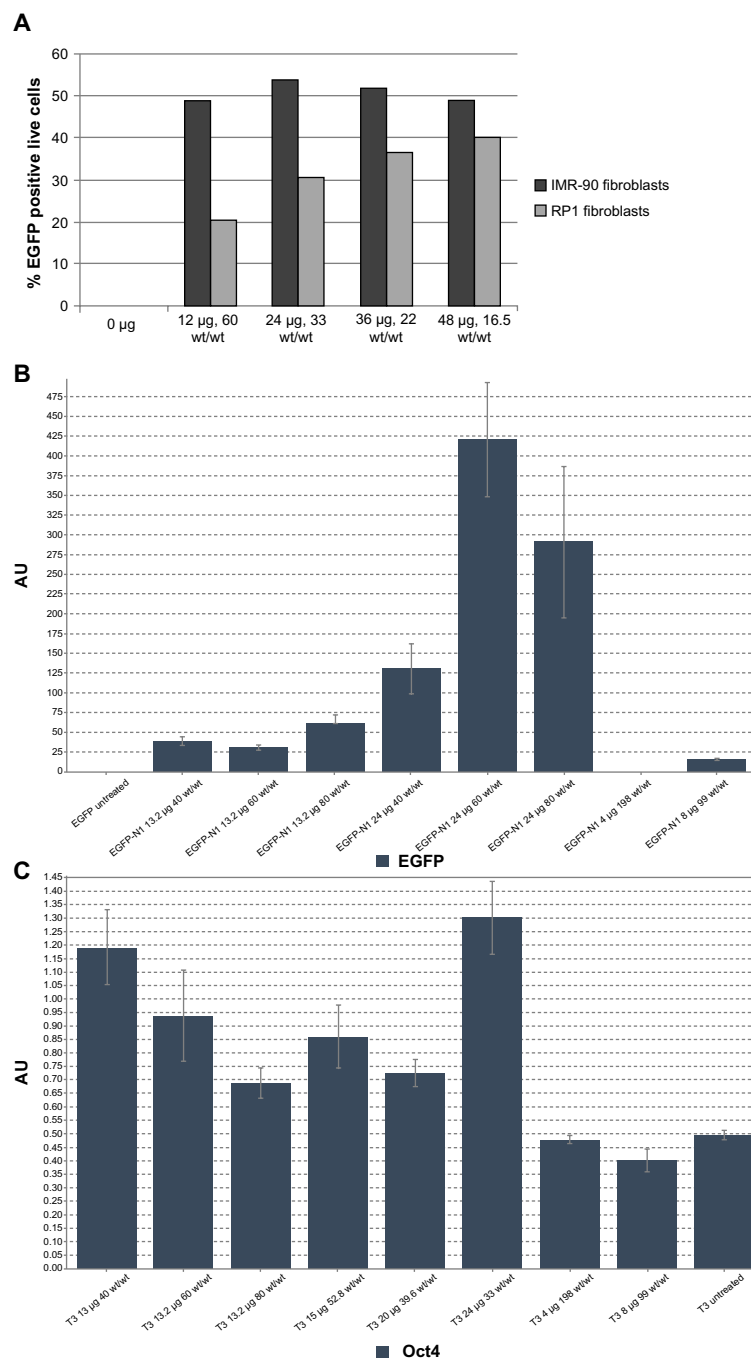 A
% EGFP positive live cells
60
50
40
30
20
10
0
0 µg
12 µg, 60
wt/wt
24 µg, 33
wt/wt
36 µg, 22
wt/wt
48 µg, 16.5
wt/wt
IMR-90 fibroblasts
RP1 fibroblasts
B
AU
475
450
425
400
375
350
325
300
275
250
225
200
175
150
125
100
75
50
25
0
EGFP untreated
EGFP-N1 13.2 µg 40 wt/wt
EGFP-N1 13.2 µg 60 wt/wt
EGFP-N1 13.2 µg 80 wt/wt
EGFP-N1 24 µg 40 wt/wt
EGFP-N1 24 µg 60 wt/wt
EGFP-N1 24 µg 80 wt/wt
EGFP-N1 4 µg 198 wt/wt
EGFP-N1 8 µg 99 wt/wt
EGFP
C
AU
1.45
1.40
1.35
1.30
1.25
1.20
1.15
1.10
1.05
1.00
0.95
0.90
0.85
0.80
0.75
0.70
0.65
0.60
0.55
0.50
0.45
0.40
0.35
0.30
0.25
0.20
0.15
0.10
0.05
0.00
T3 13 µg 40 wt/wt
T3 13.2 µg 60 wt/wt
T3 13.2 µg 80 wt/wt
T3 15 µg 52.8 wt/wt
T3 20 µg 39.6 wt/wt
T3 24 µg 33 wt/wt
T3 4 µg 198 wt/wt
T3 8 µg 99 wt/wt
T3 untreated
Oct4